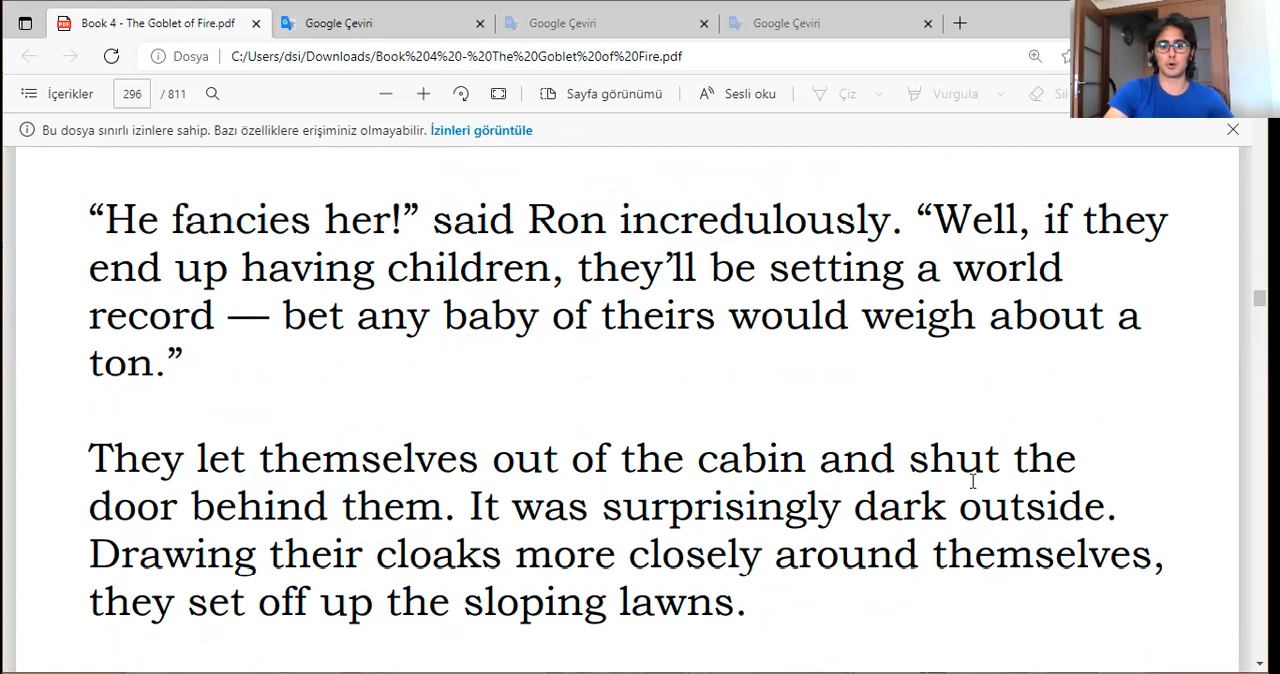 Book 4 - The Goblet of Fire.pdf
Google Çeviri
Google Çeviri
Google Çeviri
Dosya
C:/Users/dsi/Downloads/Book%204%20-%20The%20Goblet%20of%20Fire.pdf
İçerikler
296 / 811
Sayfa görünümü
Sesli oku
Çiz
Vurgula
Bu dosya sınırlı izinlere sahip. Bazı özelliklere erişiminiz olmayabilir. İzinleri görüntüle
“He fancies her!” said Ron incredulously. “Well, if they
end up having children, they’ll be setting a world
record — bet any baby of theirs would weigh about a
ton.”
They let themselves out of the cabin and shut the
door behind them. It was surprisingly dark outside.
Drawing their cloaks more closely around themselves,
they set off up the sloping lawns.